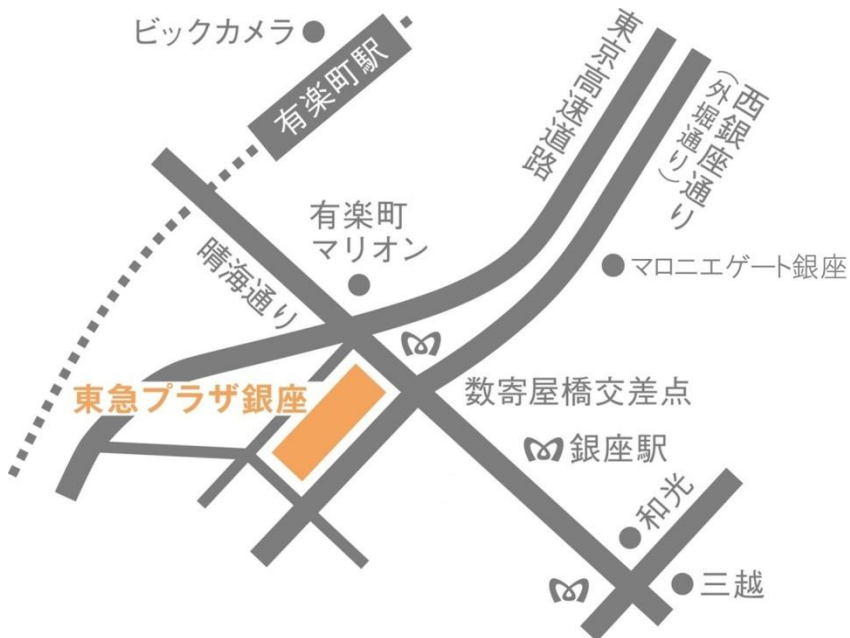 ビックカメラ
有楽町駅
東京高速道路
西銀座通り
（外堀通り）
有楽町
マリオン
晴海通り
マロニエゲート銀座
東急プラザ銀座
数寄屋橋交差点
銀座駅
和光
三越